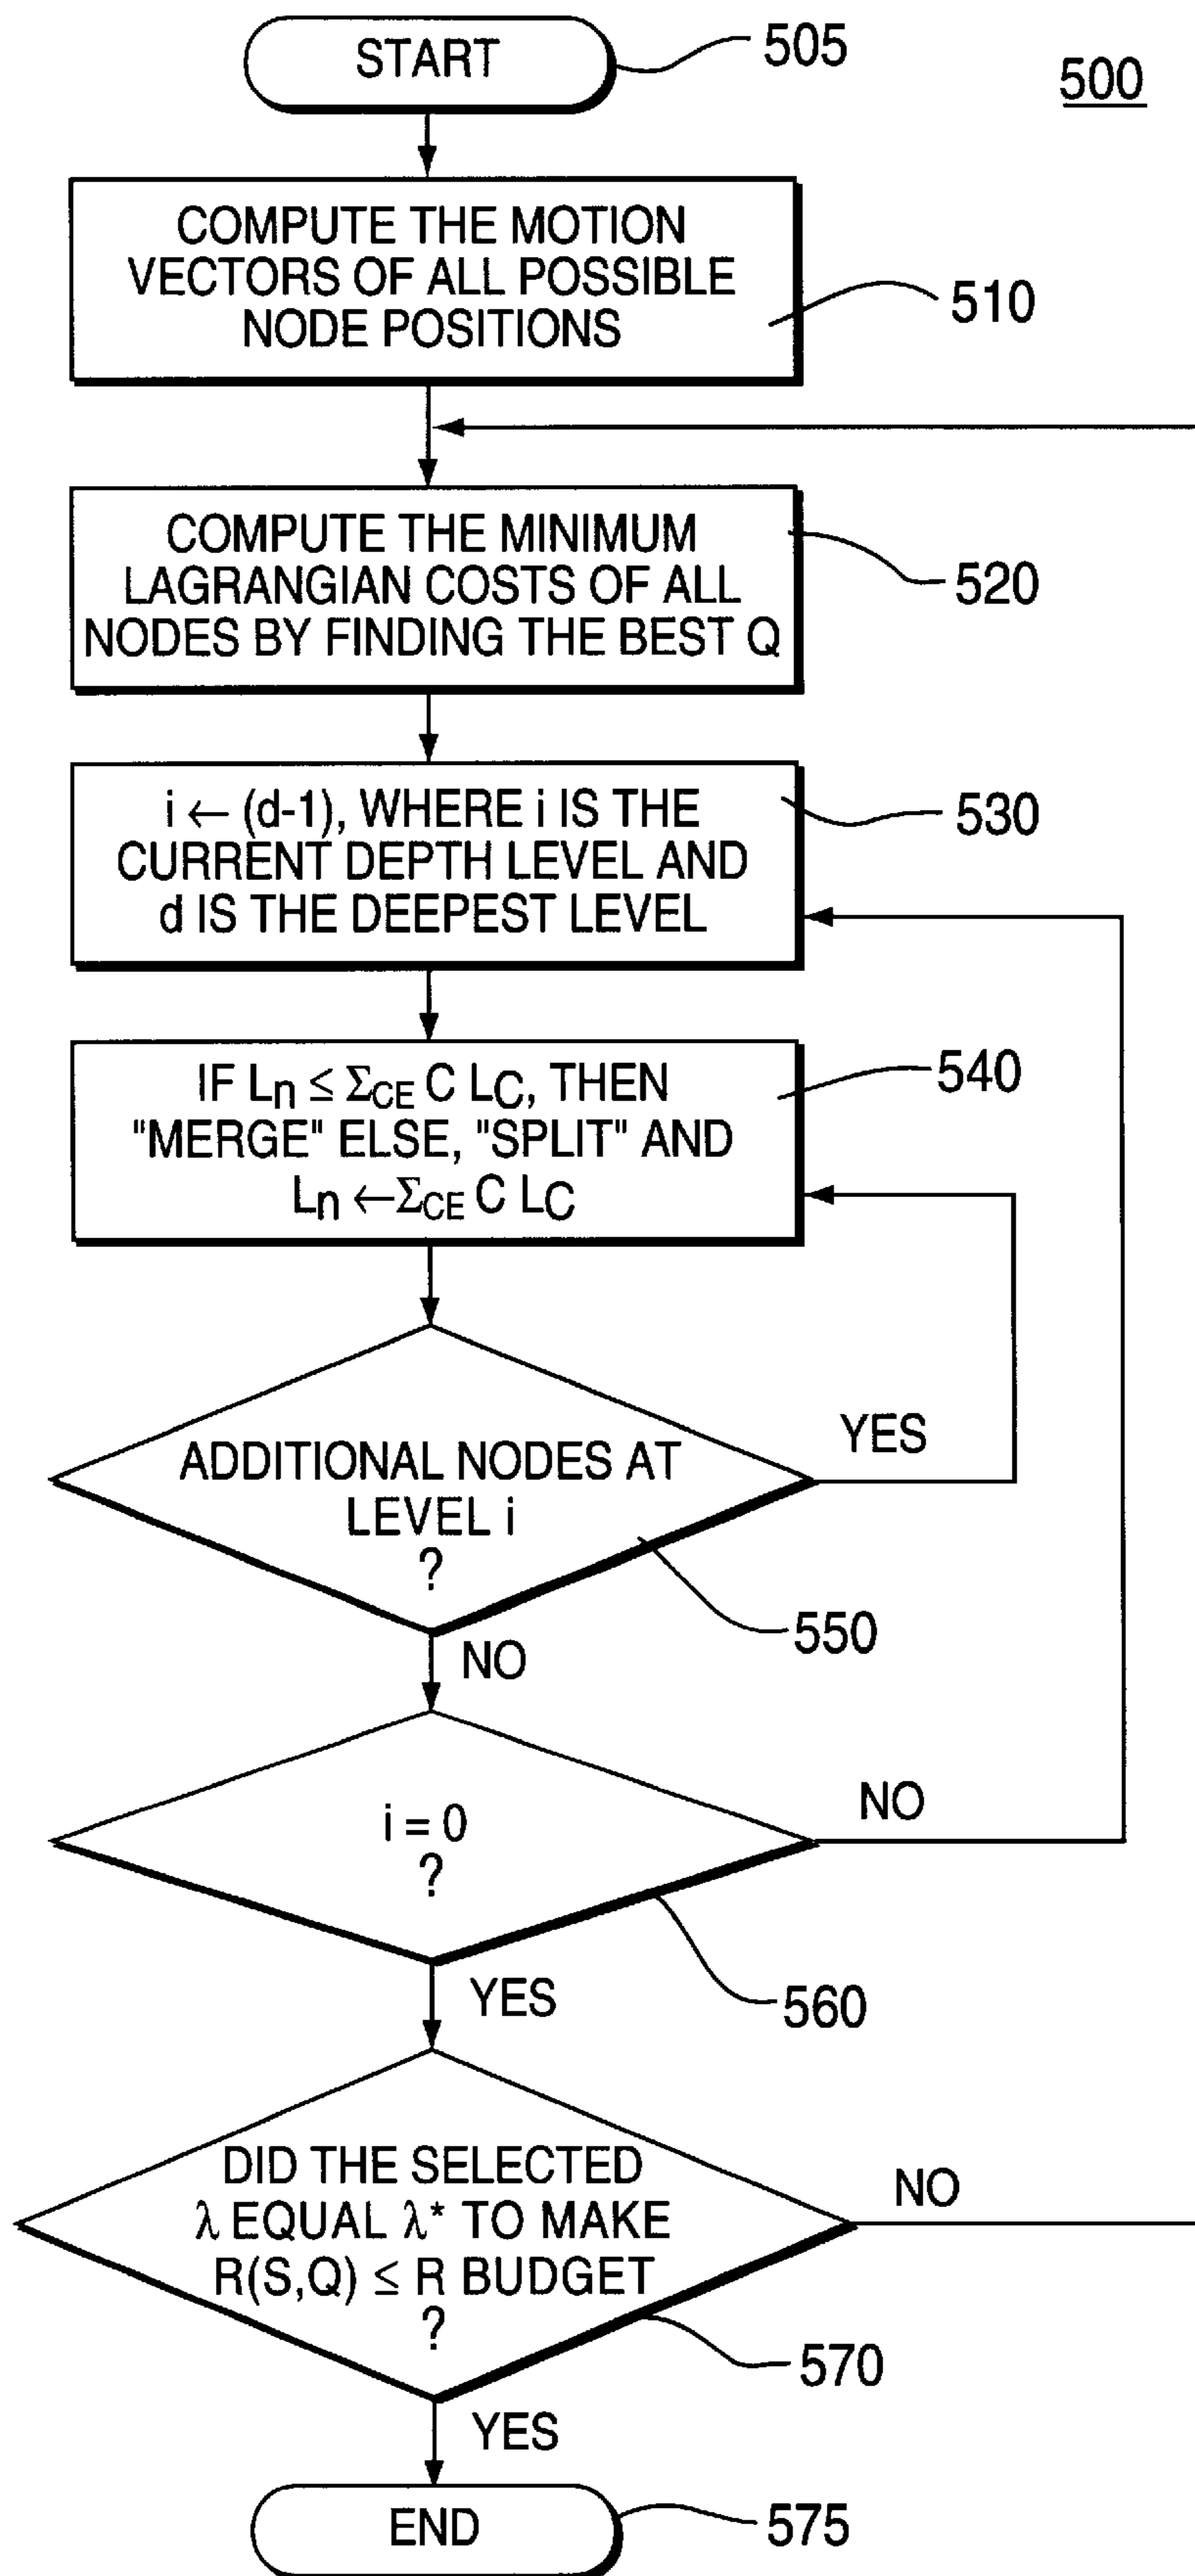 START
505
500
COMPUTE THE MOTION
VECTORS OF ALL POSSIBLE
NODE POSITIONS
510
COMPUTE THE MINIMUM
LAGRANGIAN COSTS OF ALL
NODES BY FINDING THE BEST Q
520
i ← (d-1), WHERE i IS THE
CURRENT DEPTH LEVEL AND
d IS THE DEEPEST LEVEL
530
IF Ln ≤ ΣCE C LC, THEN
"MERGE" ELSE, "SPLIT" AND
Ln ←ΣCE C LC
540
YES
ADDITIONAL NODES AT
LEVEL i
?
550
NO
i = 0
?
NO
560
YES
DID THE SELECTED
λ EQUAL λ* TO MAKE
R(S,Q) ≤ R BUDGET
?
NO
570
YES
END
575